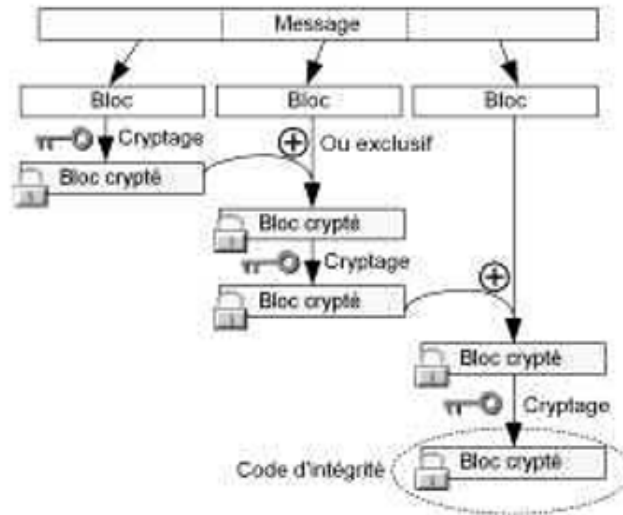 Message
Bloc
Bloc
Bloc
Cryptage
Ou exclusif
Bloc crypté
Bloc crypté
Cryptage
Bloc crypté
Bloc crypté
Cryptage
Code d'intégrité
Bloc crypté